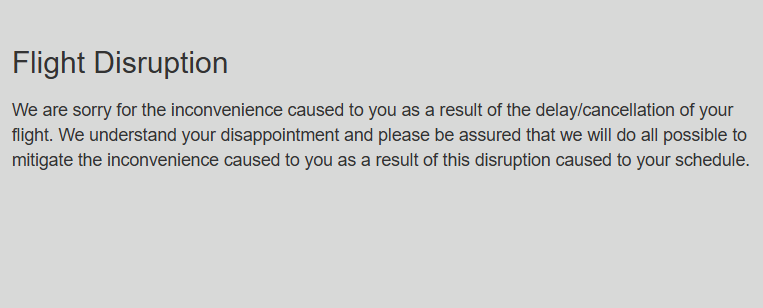 Flight Disruption
We are sorry for the inconvenience caused to you as a result of the delay/cancellation of your
flight. We understand your disappointment and please be assured that we will do all possible to
mitigate the inconvenience caused to you as a result of this disruption caused to your schedule.